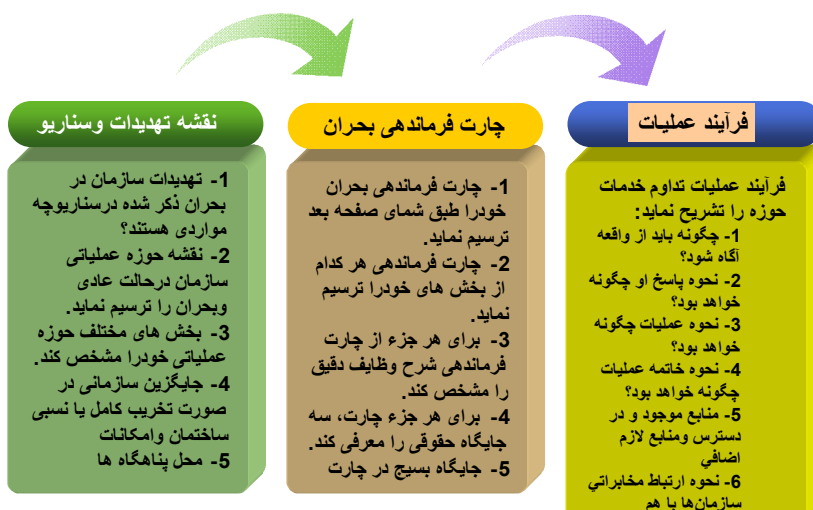 نقشه تهدیدات وسناریو
1- تهدیدات سازمان در
بحران ذکر شده درسناریوچه
مواردی هستند؟
2- نقشه حوزه عملیاتی
سازمان درحالت عادی
وبحران را ترسیم نماید.
3- بخش های مختلف حوزه
عملیاتی خودرا مشخص کند.
4- جایگزین سازمانی در
صورت تخریب کامل یا نسبی
ساختمان وامکانات
5- محل پناهگاه ها
چارت فرماندهی بحران
1- چارت فرماندهی بحران
خودرا طبق شمای صفحه بعد
ترسیم نماید.
2- چارت فرماندهی هر کدام
از بخش های خودرا ترسیم
نماید.
3- برای هر جزء از چارت
فرماندهی شرح وظایف دقیق
را مشخص کند.
4- برای هر جزء چارت، سه
جایگاه حقوقی را معرفی کند.
5- جایگاه بسیج در چارت
فرآیند عملیات
فرآیند عملیات تداوم خدمات
حوزه را تشریح نماید:
1- چگونه باید از واقعه
آگاه شود؟
2- نحوه پاسخ او چگونه
خواهد بود؟
3- نحوه عملیات چگونه
خواهد بود؟
4- نحوه خاتمه عملیات
چگونه خواهد بود؟
5- منابع موجود و در
دسترس ومنابع لازم
اضافي
6- نحوه ارتباط مخابراتي
سازمان‌ها با هم